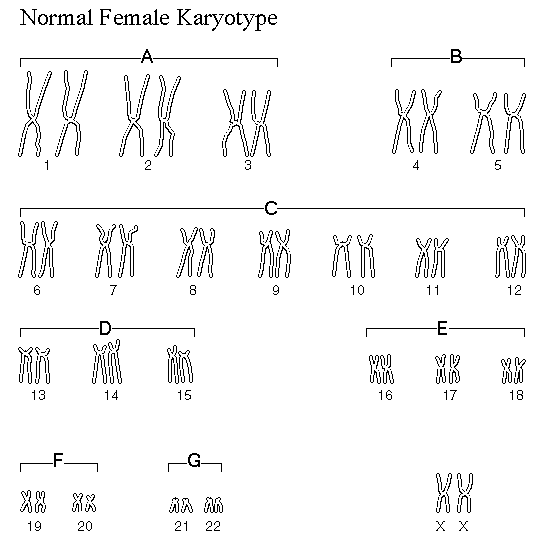 Normal Female Karyotype
A B
1 2 3 4 5
C
6 7 8 9 10 11 12
D E
13 14 15 16 17 18
F G
19 20 21 22 X X